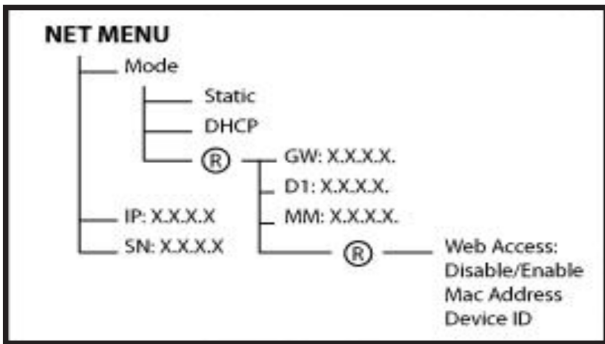 NET MENU
Mode
Static
DHCP
R GW: X.X.X.X.
D1: X.X.X.X.
IP: X.X.X.X MM: X.X.X.X.
SN: X.X.X.X R Web Access:
Disable/Enable
Mac Address
Device ID